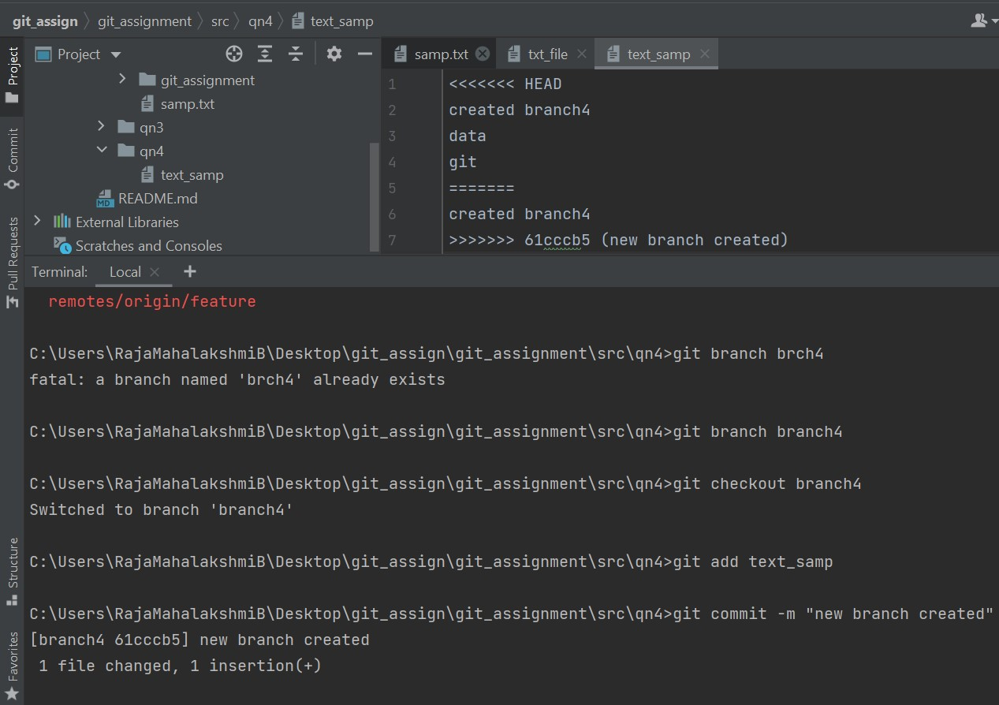 git_assign git_assignment src qn4 text_samp
Project
Commit
Pull Requests
Structure
Favorites
Project
git_assignment
samp.txt
qn3
qn4
text_samp
README.md
External Libraries
Scratches and Consoles
samp.txt txt_file text_samp
1 <<<<<<< HEAD
2 created branch4
3 data
4 git
5 =======
6 created branch4
7 >>>>>>> 61cccb5 (new branch created)
Terminal: Local +
remotes/origin/feature
C:\Users\RajaMahalakshmiB\Desktop\git_assign\git_assignment\src\qn4>git branch brch4
fatal: a branch named 'brch4' already exists
C:\Users\RajaMahalakshmiB\Desktop\git_assign\git_assignment\src\qn4>git branch branch4
C:\Users\RajaMahalakshmiB\Desktop\git_assign\git_assignment\src\qn4>git checkout branch4
Switched to branch 'branch4'
C:\Users\RajaMahalakshmiB\Desktop\git_assign\git_assignment\src\qn4>git add text_samp
C:\Users\RajaMahalakshmiB\Desktop\git_assign\git_assignment\src\qn4>git commit -m "new branch created"
[branch4 61cccb5] new branch created
1 file changed, 1 insertion(+)